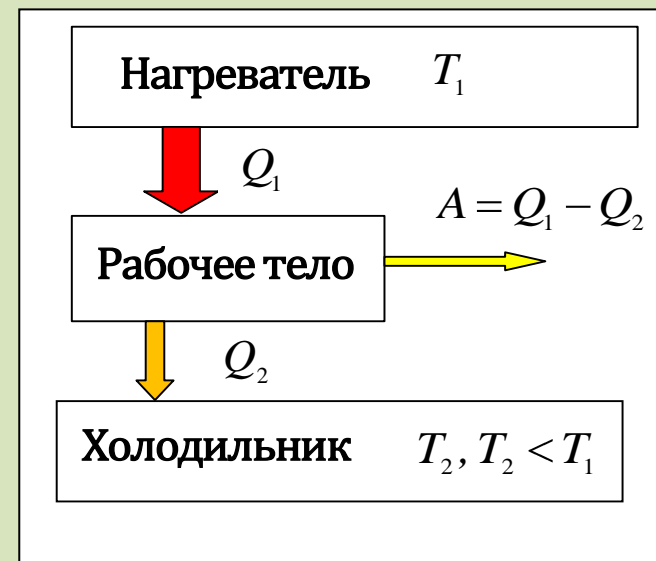 Нагреватель T₁
Q₁
A = Q₁ − Q₂
Рабочее тело
Q₂
Холодильник T₂, T₂ < T₁